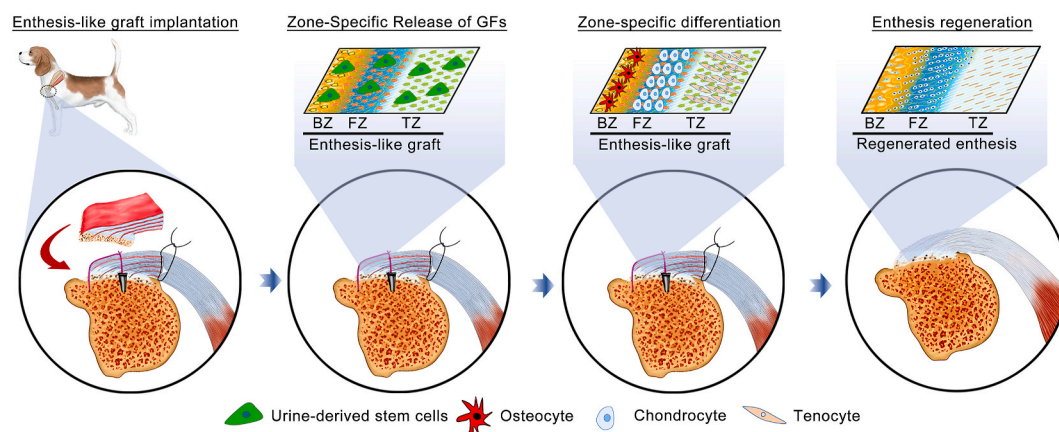 Enthesis-like graft implantation
Zone-Specific Release of GFs
Zone-specific differentiation
Enthesis regeneration
BZ FZ TZ
Enthesis-like graft
BZ FZ TZ
Enthesis-like graft
BZ FZ TZ
Regenerated enthesis
Urine-derived stem cells
Osteocyte
Chondrocyte
Tenocyte